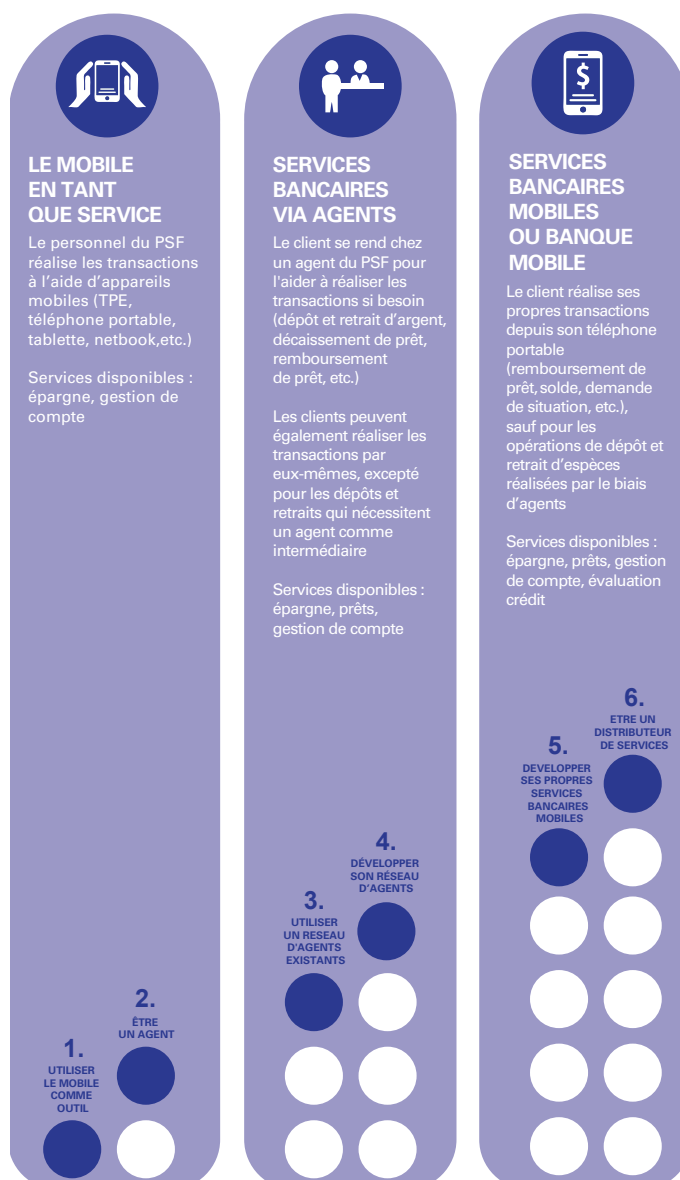 LE MOBILE
EN TANT
QUE SERVICE
Le personnel du PSF
réalise les transactions
à l'aide d'appareils
mobiles (TPE,
téléphone portable,
tablette, netbook,etc.)
Services disponibles :
épargne, gestion de
compte
1.
UTILISER
LE MOBILE
COMME
OUTIL
2.
ÊTRE
UN AGENT
SERVICES
BANCAIRES
VIA AGENTS
Le client se rend chez
un agent du PSF pour
l'aider à réaliser les
transactions si besoin
(dépôt et retrait d'argent,
décaissement de prêt,
remboursement
de prêt, etc.)
Les clients peuvent
également réaliser les
transactions par
eux-mêmes, excepté
pour les dépôts et
retraits qui nécessitent
un agent comme
intermédiaire
Services disponibles :
épargne, prêts,
gestion de compte
3.
UTILISER
UN RESEAU
D'AGENTS
EXISTANTS
4.
DÉVELOPPER
SON RÉSEAU
D'AGENTS
$
SERVICES
BANCAIRES
MOBILES
OU BANQUE
MOBILE
Le client réalise ses
propres transactions
depuis son téléphone
portable
(remboursement de
prêt, solde, demande
de situation, etc.),
sauf pour les
opérations de dépôt et
retrait d'espèces
réalisées par le biais
d'agents
Services disponibles :
épargne, prêts, gestion
de compte, évaluation
crédit
5.
DEVELOPPER
SES PROPRES
SERVICES
BANCAIRES
MOBILES
6.
ETRE UN
DISTRIBUTEUR
DE SERVICES